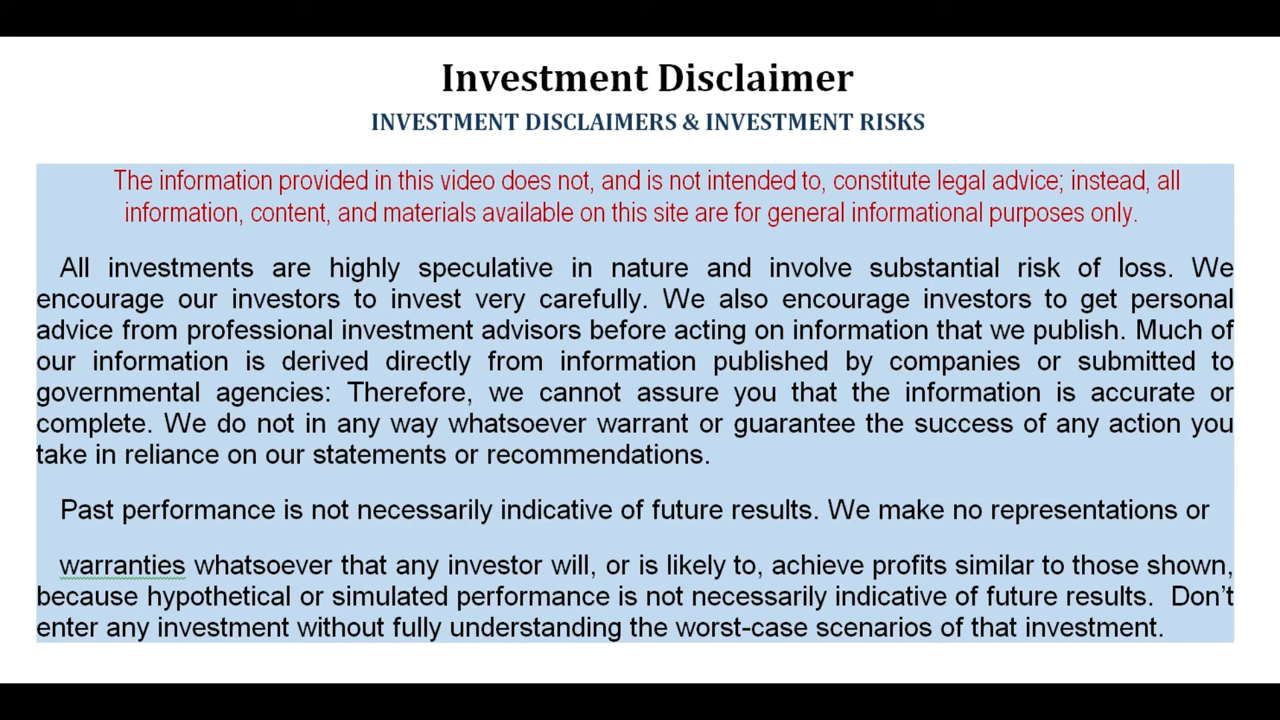 Investment Disclaimer
INVESTMENT DISCLAIMERS & INVESTMENT RISKS
The information provided in this video does not, and is not intended to, constitute legal advice; instead, all
information, content, and materials available on this site are for general informational purposes only.
All investments are highly speculative in nature and involve substantial risk of loss. We
encourage our investors to invest very carefully. We also encourage investors to get personal
advice from professional investment advisors before acting on information that we publish. Much of
our information is derived directly from information published by companies or submitted to
governmental agencies: Therefore, we cannot assure you that the information is accurate or
complete. We do not in any way whatsoever warrant or guarantee the success of any action you
take in reliance on our statements or recommendations.
Past performance is not necessarily indicative of future results. We make no representations or
warranties whatsoever that any investor will, or is likely to, achieve profits similar to those shown,
because hypothetical or simulated performance is not necessarily indicative of future results.  Don’t
enter any investment without fully understanding the worst-case scenarios of that investment.